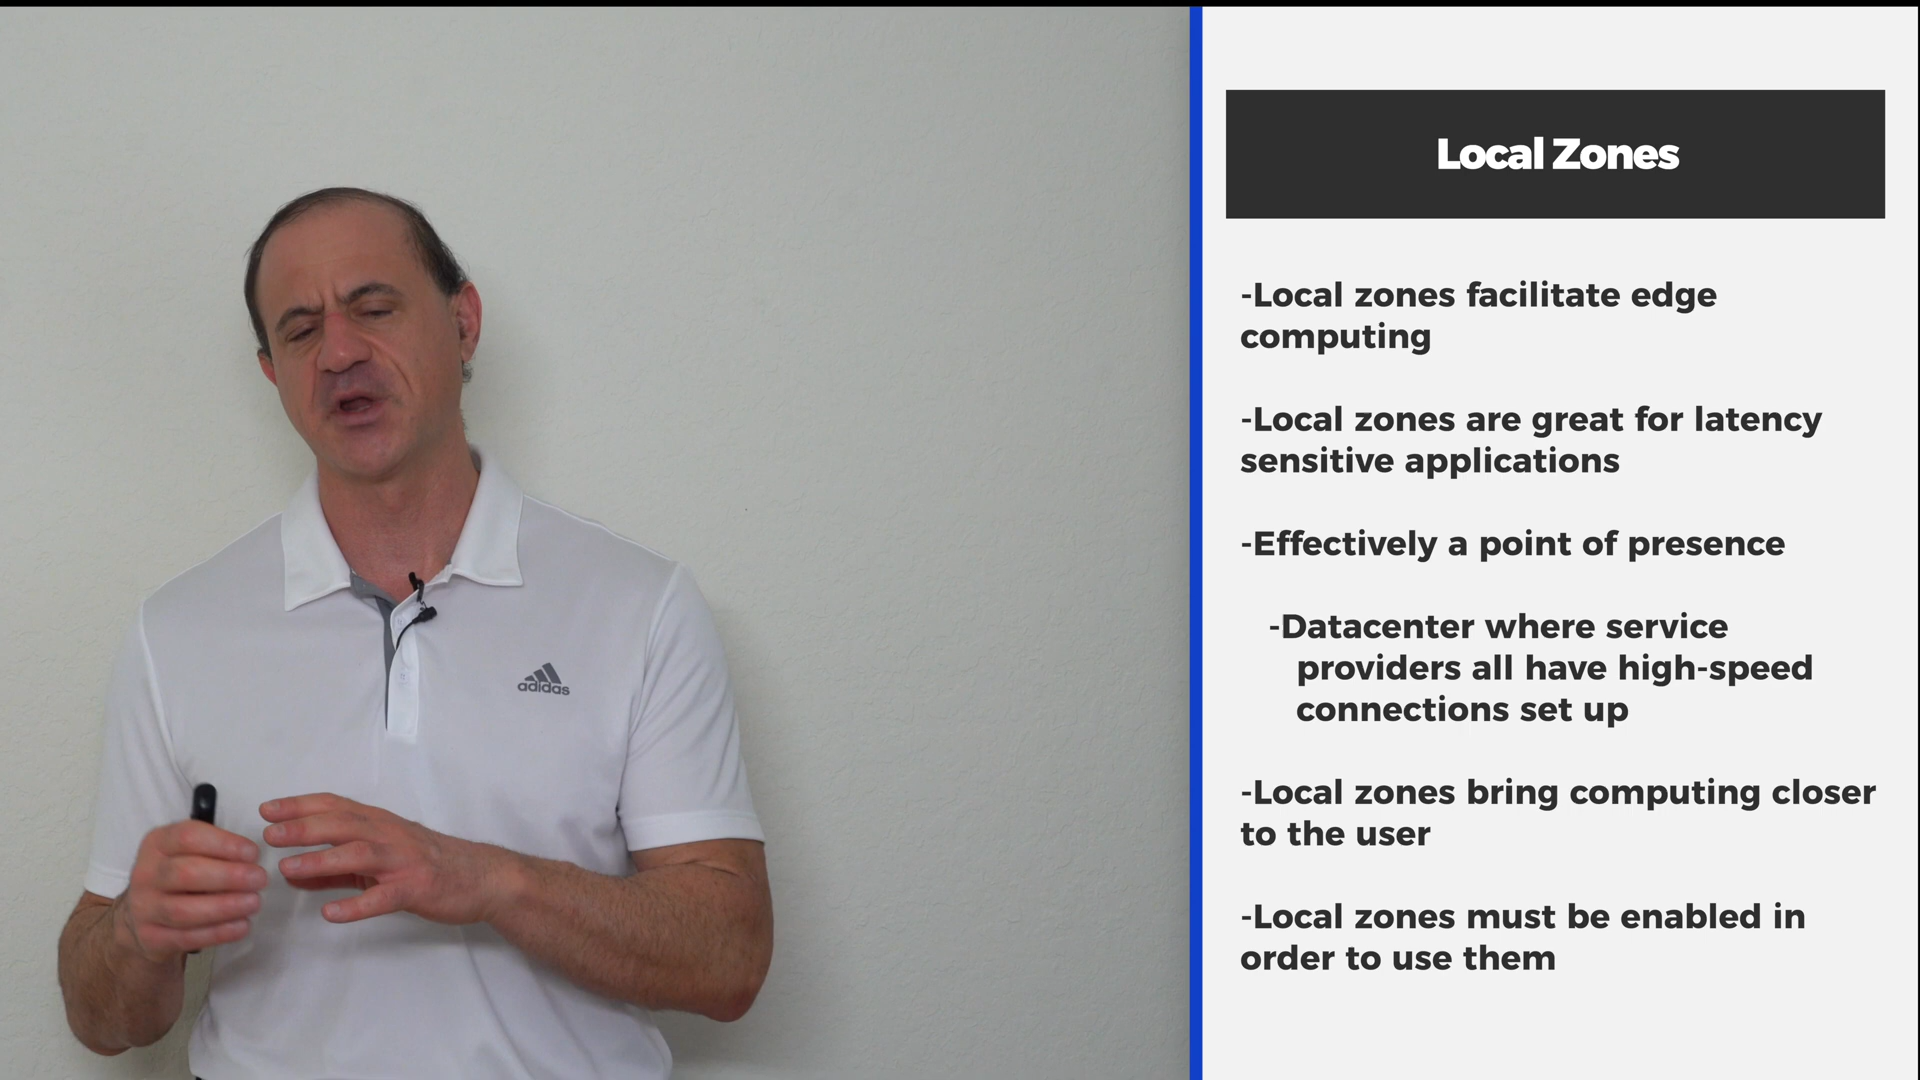 Local Zones
-Local zones facilitate edge
computing
-Local zones are great for latency
sensitive applications
-Effectively a point of presence
-Datacenter where service
providers all have high-speed
connections set up
-Local zones bring computing closer
to the user
-Local zones must be enabled in
order to use them
adidas